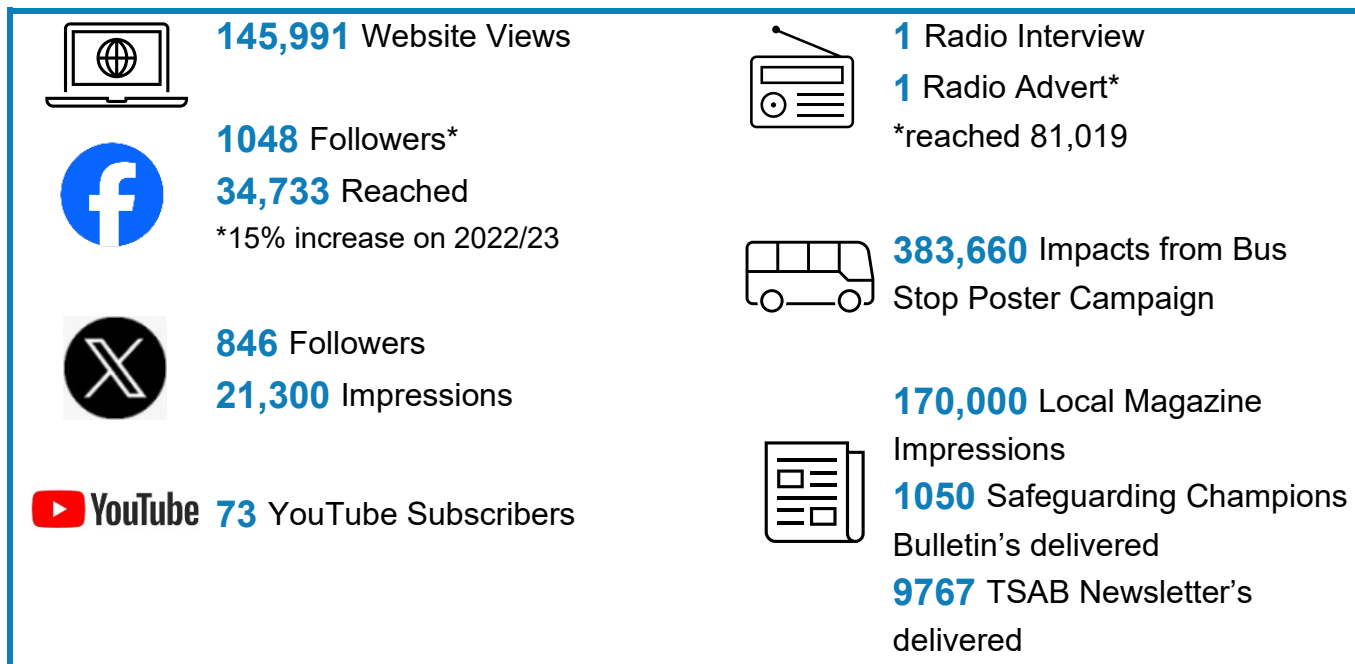 145,991 Website Views
1048 Followers*
34,733 Reached
*15% increase on 2022/23
846 Followers
21,300 Impressions
YouTube 73 YouTube Subscribers
1 Radio Interview
1 Radio Advert*
*reached 81,019
383,660 Impacts from Bus
Stop Poster Campaign
170,000 Local Magazine
Impressions
1050 Safeguarding Champions
Bulletin’s delivered
9767 TSAB Newsletter’s
delivered